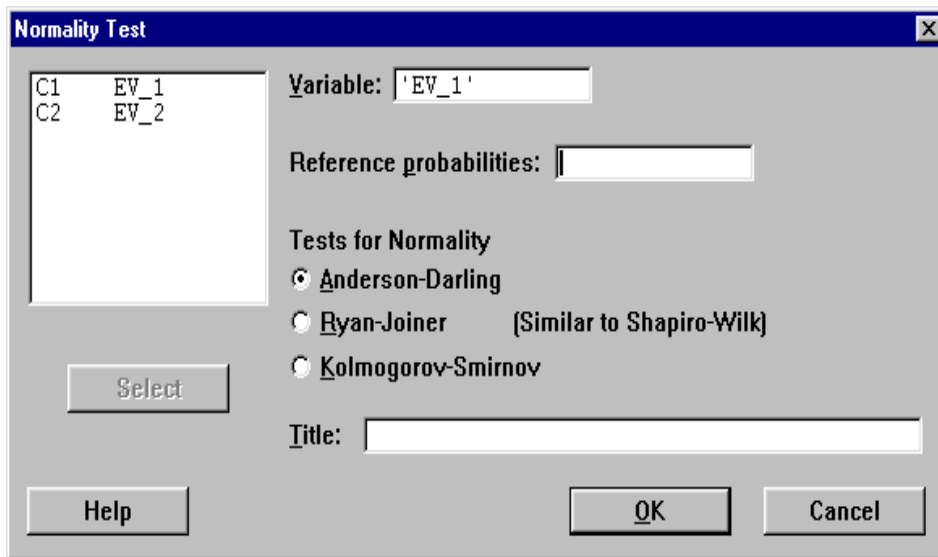 Normality Test
C1 EV_1
C2 EV_2
Variable: 'EV_1'
Reference probabilities:
Tests for Normality
Anderson-Darling
Ryan-Joiner (Similar to Shapiro-Wilk)
Kolmogorov-Smirnov
Select
Title:
Help
OK
Cancel